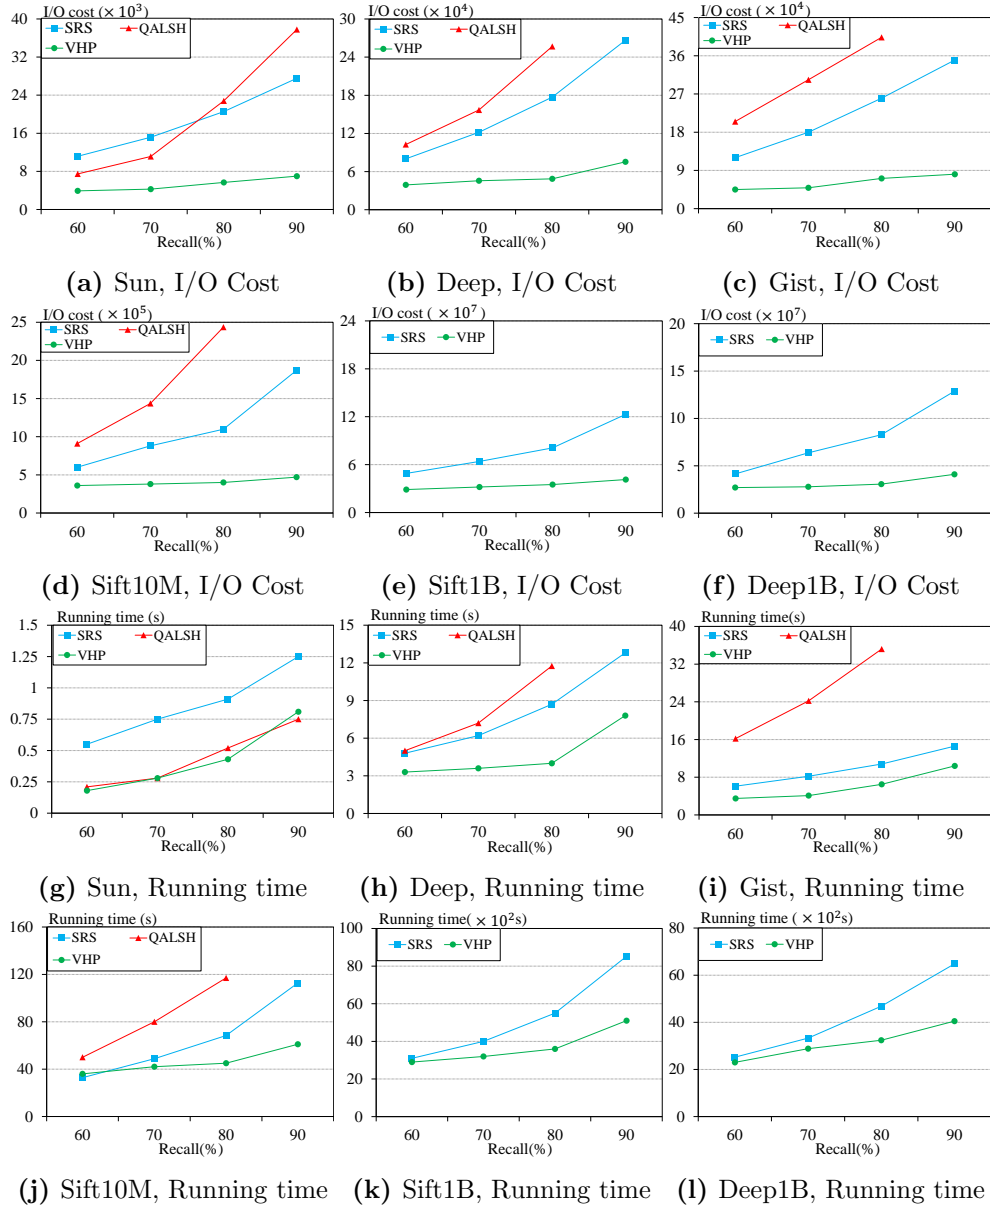 I/O cost (×10³)
SRS QALSH
VHP
40
32
24
16
8
0
60 70 80 90
Recall(%)
(a) Sun, I/O Cost
I/O cost (×10⁴)
SRS QALSH
VHP
30
24
18
12
6
0
60 70 80 90
Recall(%)
(b) Deep, I/O Cost
I/O cost (×10⁴)
SRS QALSH
VHP
45
36
27
18
9
0
60 70 80 90
Recall(%)
(c) Gist, I/O Cost
I/O cost (×10⁵)
SRS QALSH
VHP
25
20
15
10
5
0
60 70 80 90
Recall(%)
(d) Sift10M, I/O Cost
I/O cost (×10⁷)
SRS VHP
24
18
12
6
0
60 70 80 90
Recall(%)
(e) Sift1B, I/O Cost
I/O cost (×10⁷)
SRS VHP
20
15
10
5
0
60 70 80 90
Recall(%)
(f) Deep1B, I/O Cost
Running time (s)
SRS QALSH
VHP
1.5
1.25
1
0.75
0.5
0.25
0
60 70 80 90
Recall(%)
(g) Sun, Running time
Running time (s)
SRS QALSH
VHP
15
12
9
6
3
0
60 70 80 90
Recall(%)
(h) Deep, Running time
Running time(s)
SRS QALSH
VHP
40
32
24
16
8
0
60 70 80 90
Recall(%)
(i) Gist, Running time
Running time (s)
SRS QALSH
VHP
160
120
80
40
0
60 70 80 90
Recall(%)
(j) Sift10M, Running time
Running time(×10²s)
SRS VHP
100
80
60
40
20
0
60 70 80 90
Recall(%)
(k) Sift1B, Running time
Running time (×10²s)
SRS VHP
80
60
40
20
0
60 70 80 90
Recall(%)
(l) Deep1B, Running time